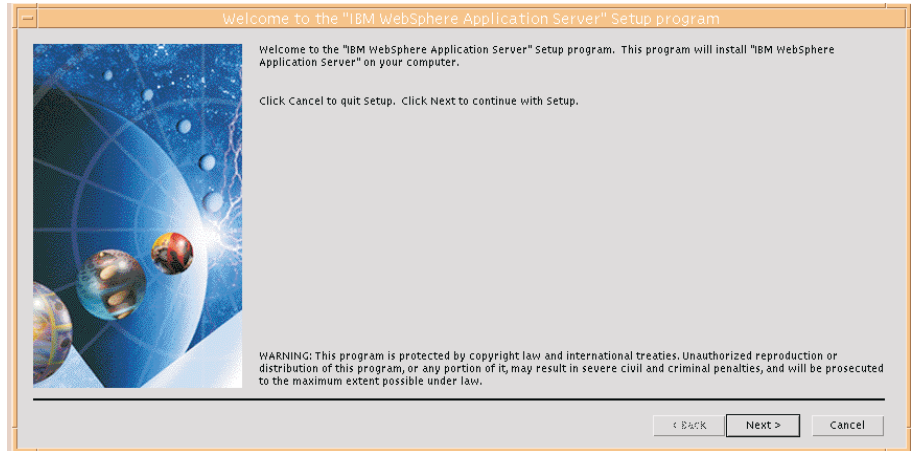 Welcome to the "IBM WebSphere Application Server" Setup program
Welcome to the "IBM WebSphere Application Server" Setup program. This program will install "IBM WebSphere
Application Server" on your computer.
Click Cancel to quit Setup. Click Next to continue with Setup.
WARNING: This program is protected by copyright law and international treaties. Unauthorized reproduction or
distribution of this program, or any portion of it, may result in severe civil and criminal penalties, and will be prosecuted
to the maximum extent possible under law.
< Back Next > Cancel